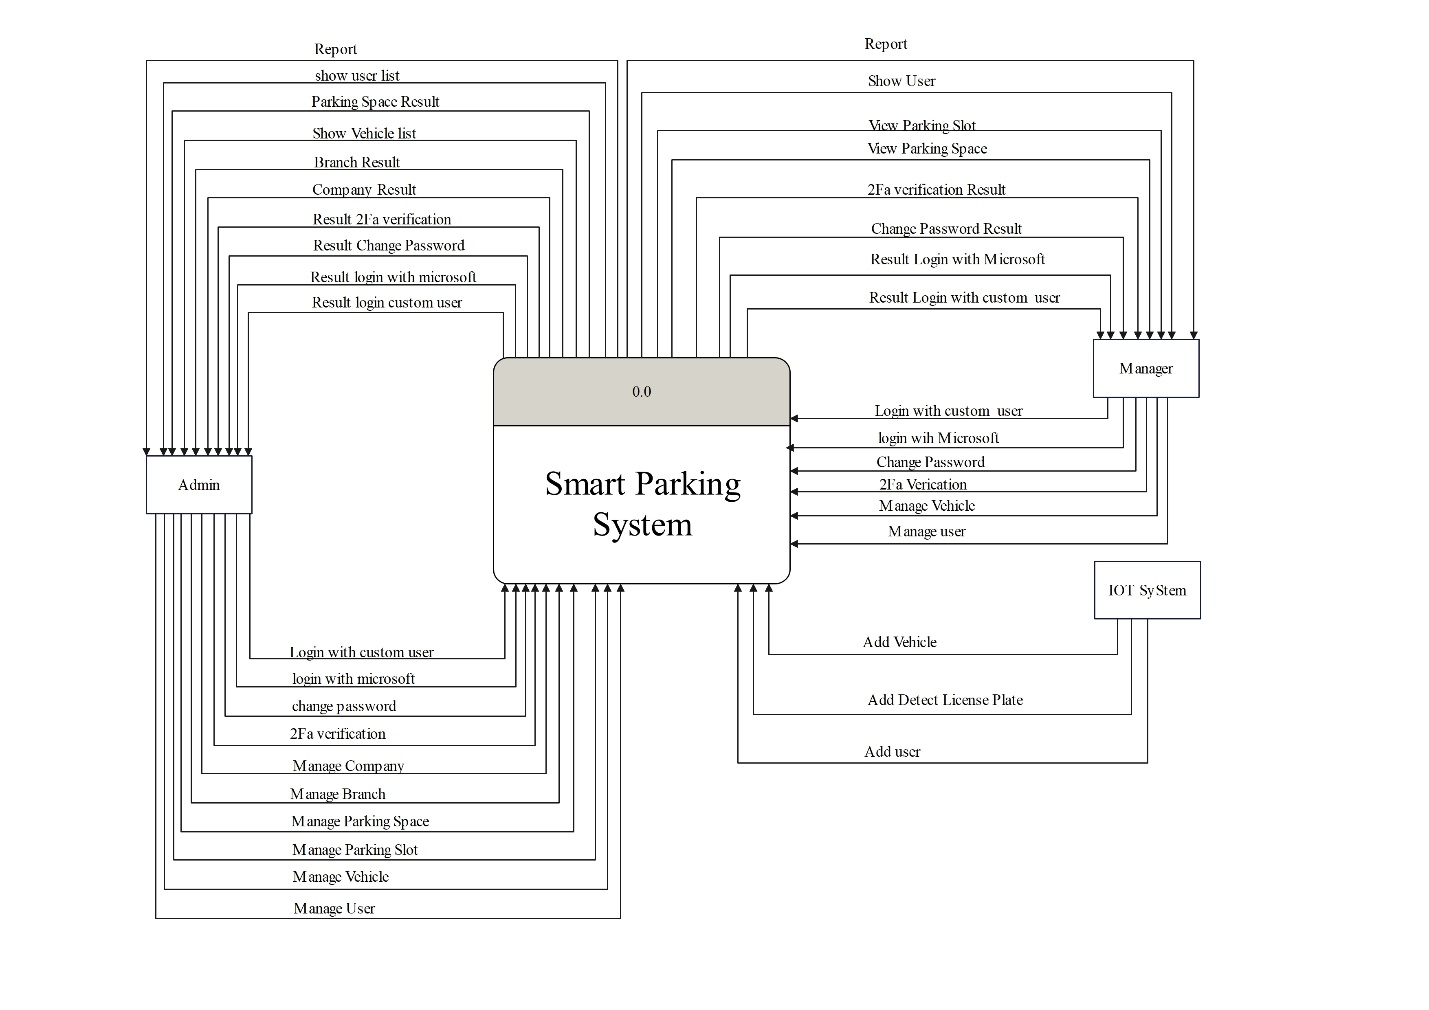 Report
show user list
Parking Space Result
Show Vehicle list
Branch Result
Company Result
Result 2Fa verification
Result Change Password
Result login with microsoft
Result login custom user
Report
Show User
View Parking Slot
View Parking Space
2Fa verification Result
Change Password Result
Result Login with Microsoft
Result Login with custom user
Manager
0.0
Smart Parking
System
Admin
Login with custom user
login wih Microsoft
Change Password
2Fa Verication
Manage Vehicle
Manage user
IOT SyStem
Add Vehicle
Add Detect License Plate
Add user
Login with custom user
login with microsoft
change password
2Fa verification
Manage Company
Manage Branch
Manage Parking Space
Manage Parking Slot
Manage Vehicle
Manage User